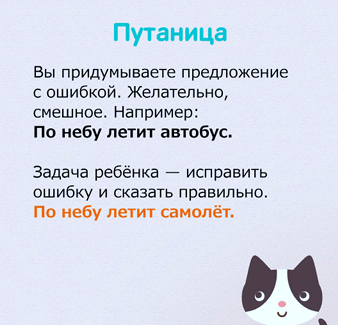 Путаница
Вы придумываете предложение
с ошибкой. Желательно,
смешное. Например:
По небу летит автобус.
Задача ребёнка — исправить
ошибку и сказать правильно.
По небу летит самолёт.